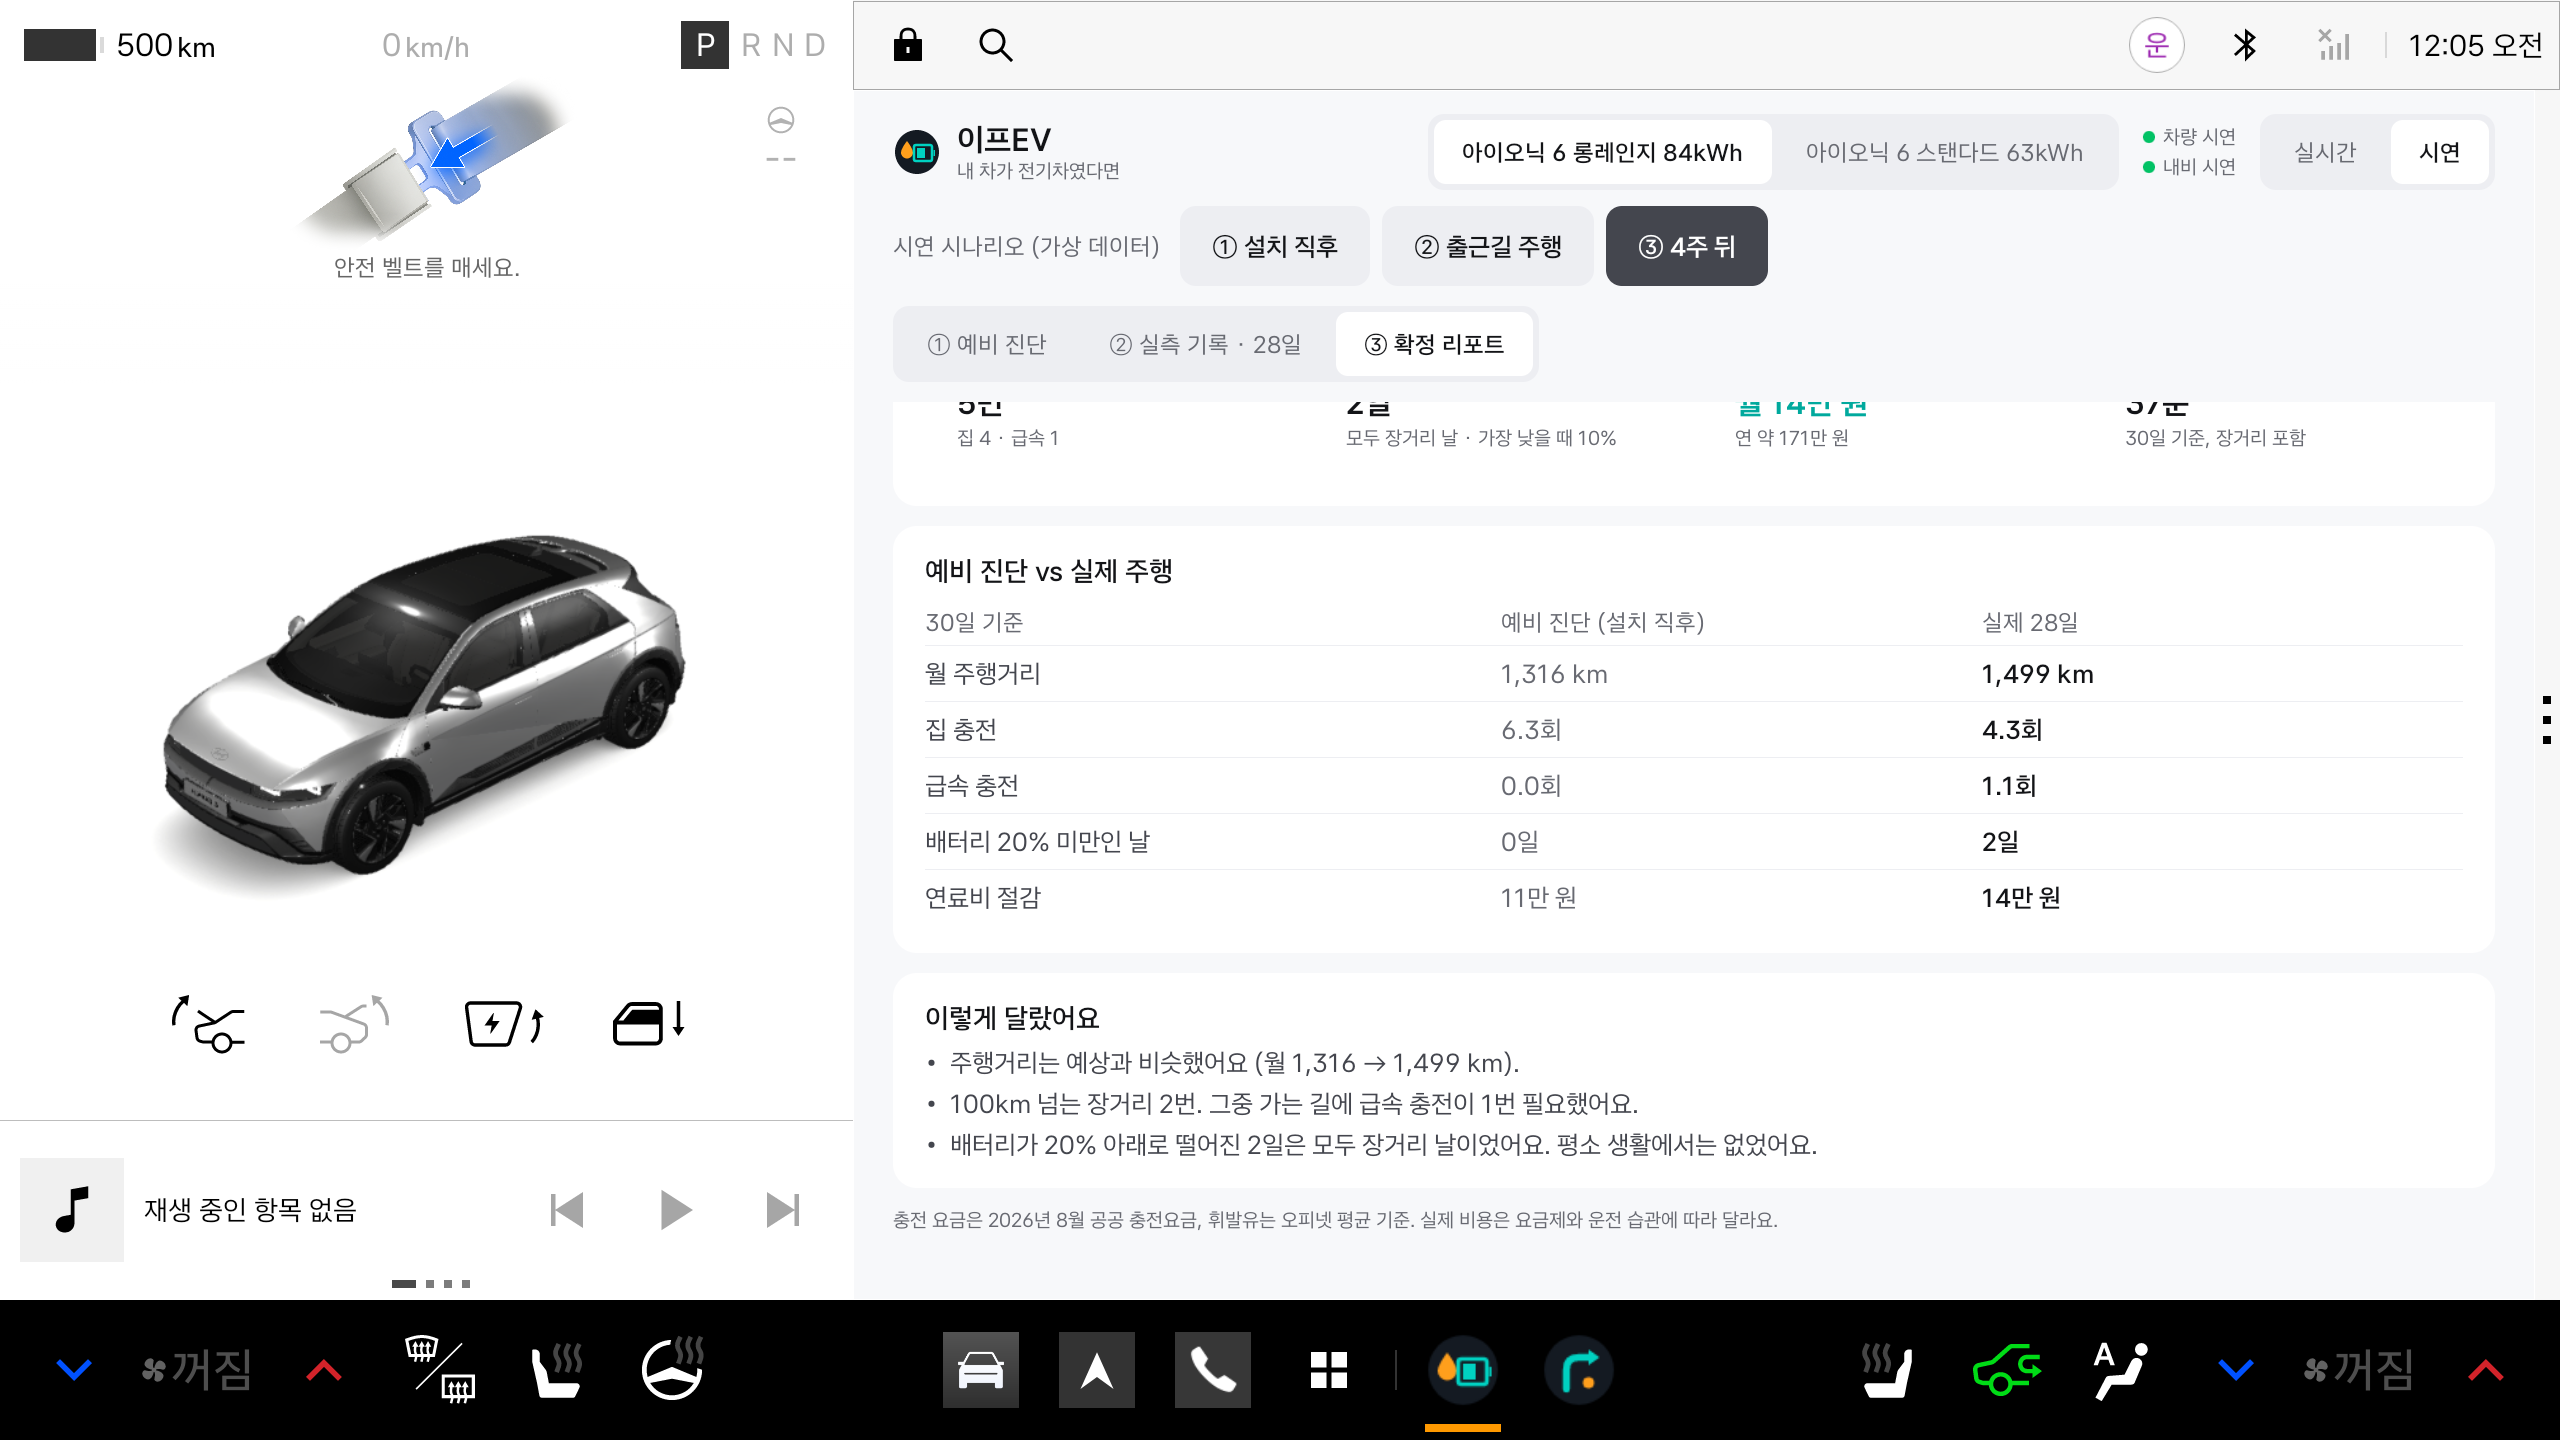 500 km
0 km/h
P R N D
안전 벨트를 매세요.
재생 중인 항목 없음
운
12:05 오전
이프EV
내 차가 전기차였다면
아이오닉 6 롱레인지 84kWh
아이오닉 6 스탠다드 63kWh
차량 시연
내비 시연
실시간
시연
시연 시나리오 (가상 데이터)
① 설치 직후
② 출근길 주행
③ 4주 뒤
① 예비 진단
② 실측 기록 · 28일
③ 확정 리포트
5번 2일 월 14만 원 37분
집 4 · 급속 1
모두 장거리 날 · 가장 낮을 때 10%
연 약 171만 원
30일 기준, 장거리 포함
예비 진단 vs 실제 주행
30일 기준 예비 진단 (설치 직후) 실제 28일
월 주행거리 1,316 km 1,499 km
집 충전 6.3회 4.3회
급속 충전 0.0회 1.1회
배터리 20% 미만인 날 0일 2일
연료비 절감 11만 원 14만 원
이렇게 달랐어요
• 주행거리는 예상과 비슷했어요 (월 1,316 → 1,499 km).
• 100km 넘는 장거리 2번. 그중 가는 길에 급속 충전이 1번 필요했어요.
• 배터리가 20% 아래로 떨어진 2일은 모두 장거리 날이었어요. 평소 생활에서는 없었어요.
충전 요금은 2026년 8월 공공 충전요금, 휘발유는 오피넷 평균 기준. 실제 비용은 요금제와 운전 습관에 따라 달라요.
꺼짐
A
꺼짐